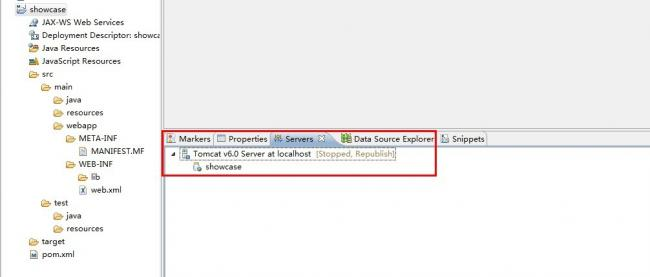 showcase
JAX-WS Web Services
Deployment Descriptor: showca
Java Resources
JavaScript Resources
src
main
java
resources
webapp
META-INF
MANIFEST.MF
WEB-INF
lib
web.xml
test
java
resources
target
pom.xml
Markers Properties Servers Data Source Explorer Snippets
Tomcat v6.0 Server at localhost [Stopped, Republish]
showcase